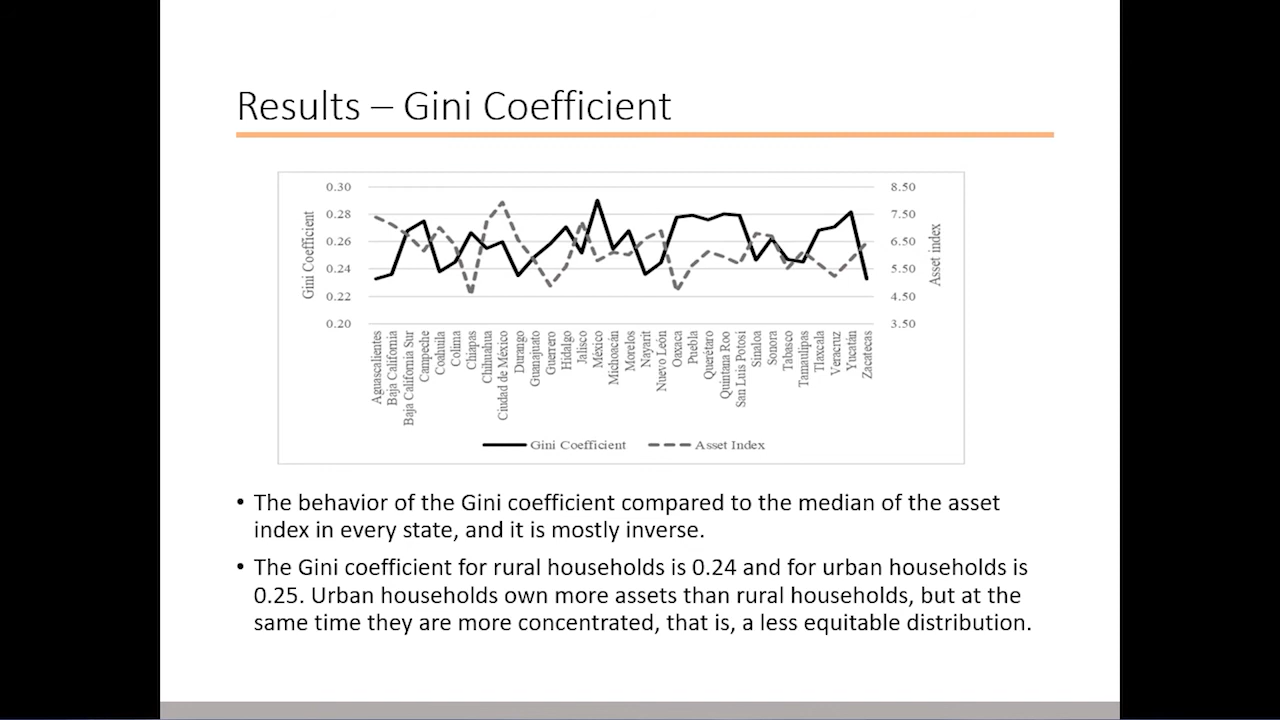 Results – Gini Coefficient
0.30
0.28
0.26
0.24
0.22
0.20
Gini Coefficient
8.50
7.50
6.50
5.50
4.50
3.50
Asset index
Aguascalientes
Baja California
Baja California Sur
Campeche
Coahuila
Colima
Chiapas
Chihuahua
Ciudad de México
Durango
Guanajuato
Guerrero
Hidalgo
Jalisco
México
Michoacán
Morelos
Nayarit
Nuevo León
Oaxaca
Puebla
Querétaro
Quintana Roo
San Luis Potosí
Sinaloa
Sonora
Tabasco
Tamaulipas
Tlaxcala
Veracruz
Yucatán
Zacatecas
Gini Coefficient
Asset Index
• The behavior of the Gini coefficient compared to the median of the asset
index in every state, and it is mostly inverse.
• The Gini coefficient for rural households is 0.24 and for urban households is
0.25. Urban households own more assets than rural households, but at the
same time they are more concentrated, that is, a less equitable distribution.